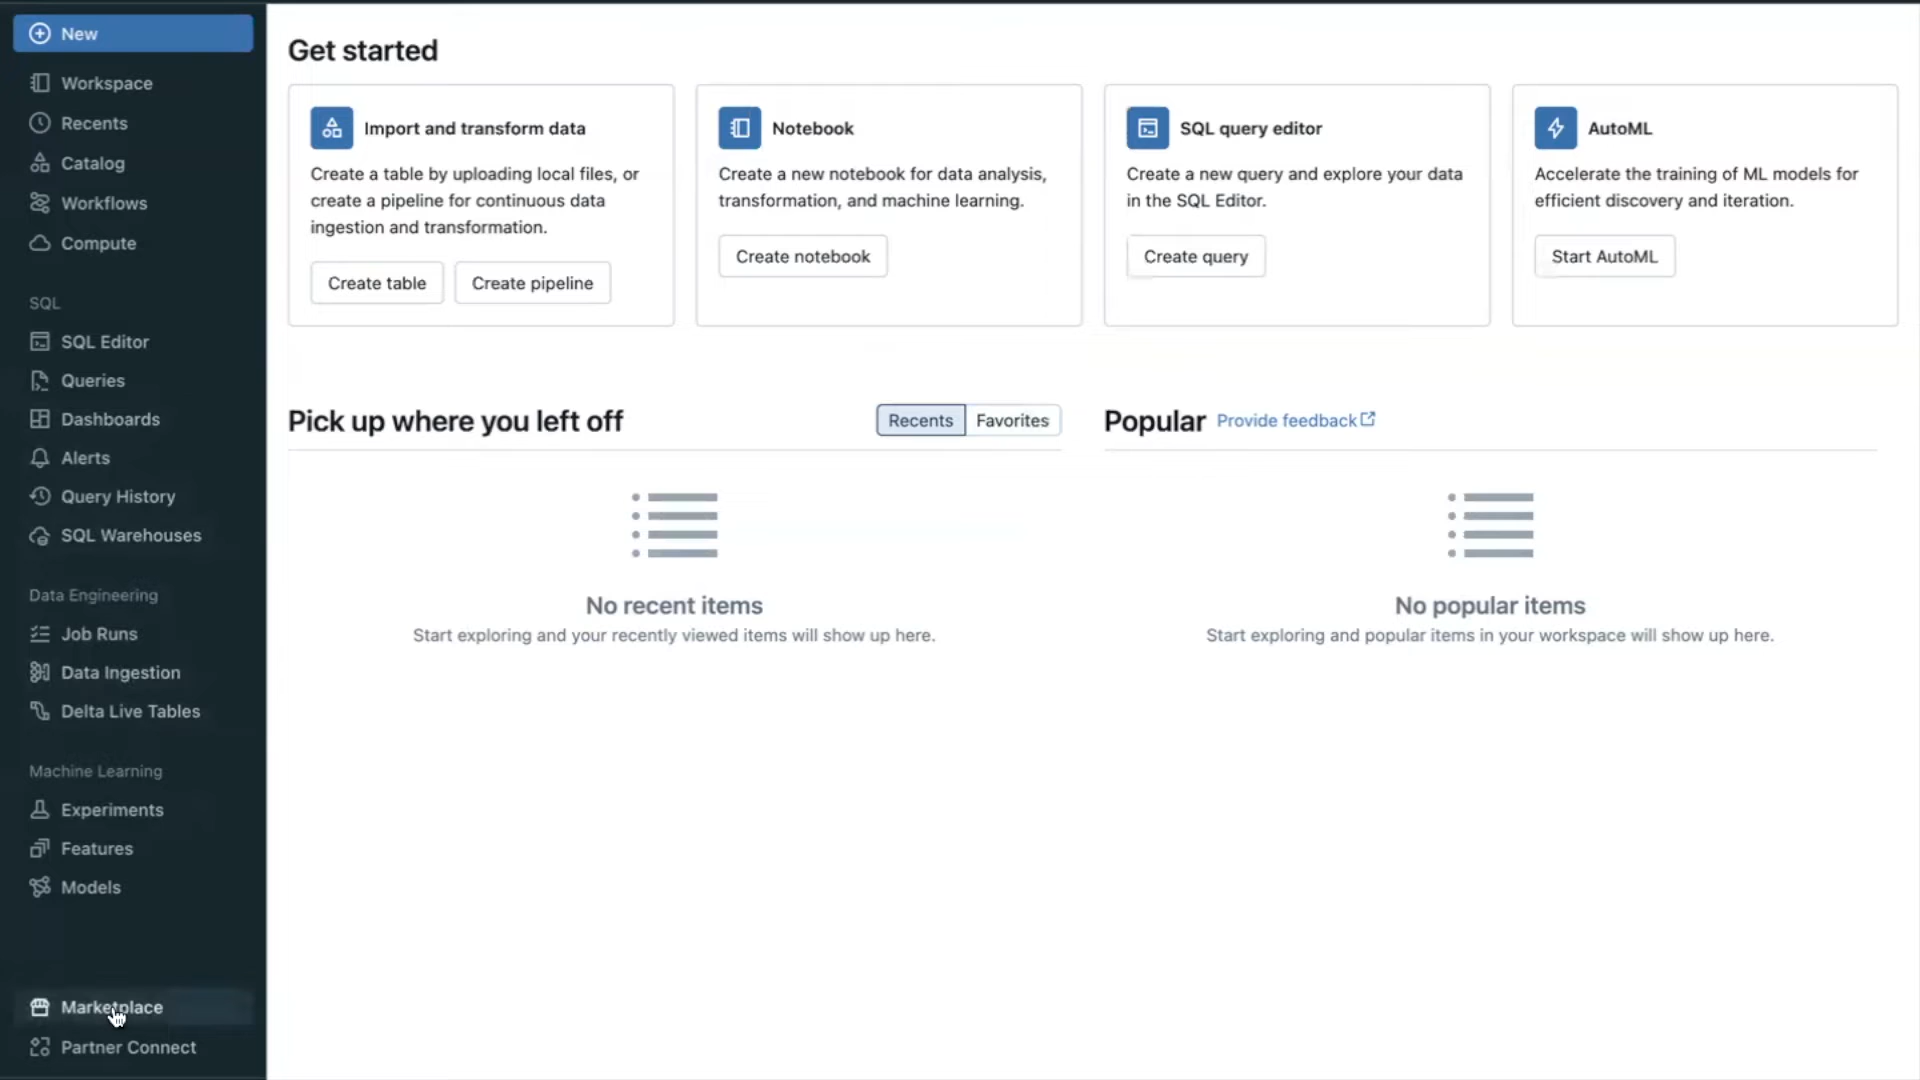 New
Workspace
Recents
Catalog
Workflows
Compute
SQL
SQL Editor
Queries
Dashboards
Alerts
Query History
SQL Warehouses
Data Engineering
Job Runs
Data Ingestion
Delta Live Tables
Machine Learning
Experiments
Features
Models
Marketplace
Partner Connect
Get started
Import and transform data
Create a table by uploading local files, or
create a pipeline for continuous data
ingestion and transformation.
Create table
Create pipeline
Notebook
Create a new notebook for data analysis,
transformation, and machine learning.
Create notebook
SQL query editor
Create a new query and explore your data
in the SQL Editor.
Create query
AutoML
Accelerate the training of ML models for
efficient discovery and iteration.
Start AutoML
Pick up where you left off
Recents
Favorites
No recent items
Start exploring and your recently viewed items will show up here.
Popular
Provide feedback
No popular items
Start exploring and popular items in your workspace will show up here.